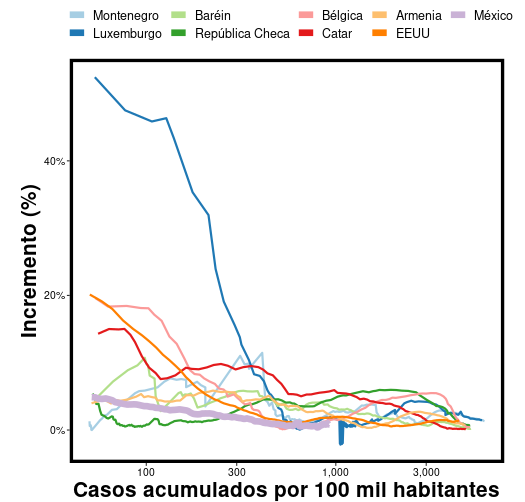 Montenegro Baréin Bélgica Armenia México
Luxemburgo República Checa Catar EEUU
40%
20%
0%
Incremento (%)
100 300 1,000 3,000
Casos acumulados por 100 mil habitantes